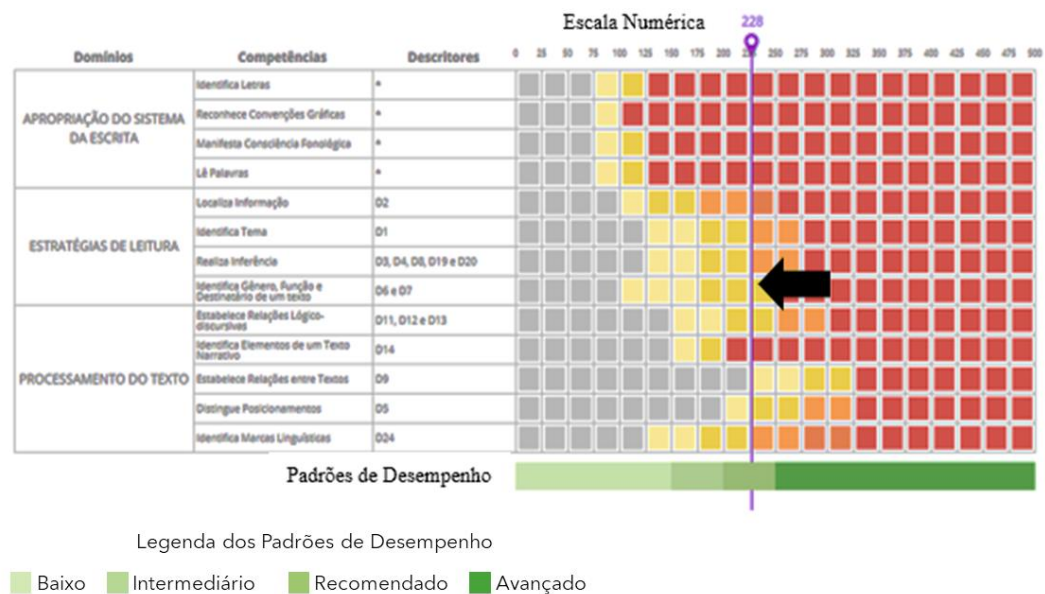 Escala Numérica 228
Domínios Competências Descritores 0 25 50 75 100 125 150 175 200 225 250 275 300 325 350 375 400 425 450 475 500
APROPRIAÇÃO DO SISTEMA
DA ESCRITA
Identifica Letras *
Reconhece Convenções Gráficas *
Manifesta Consciência Fonológica *
Lê Palavras *
ESTRATÉGIAS DE LEITURA
Localiza Informação D2
Identifica Tema D1
Realiza Inferência D3, D4, D8, D19 e D20
Identifica Gênero, Função e
Destinatário de um texto D6 e D7
PROCESSAMENTO DO TEXTO
Estabelece Relações Lógico-
discursivas D11, D12 e D13
Identifica Elementos de um Texto
Narrativo D14
Estabelece Relações entre Textos D9
Distingue Posicionamentos D5
Identifica Marcas Linguísticas D24
Padrões de Desempenho
Legenda dos Padrões de Desempenho
Baixo Intermediário Recomendado Avançado